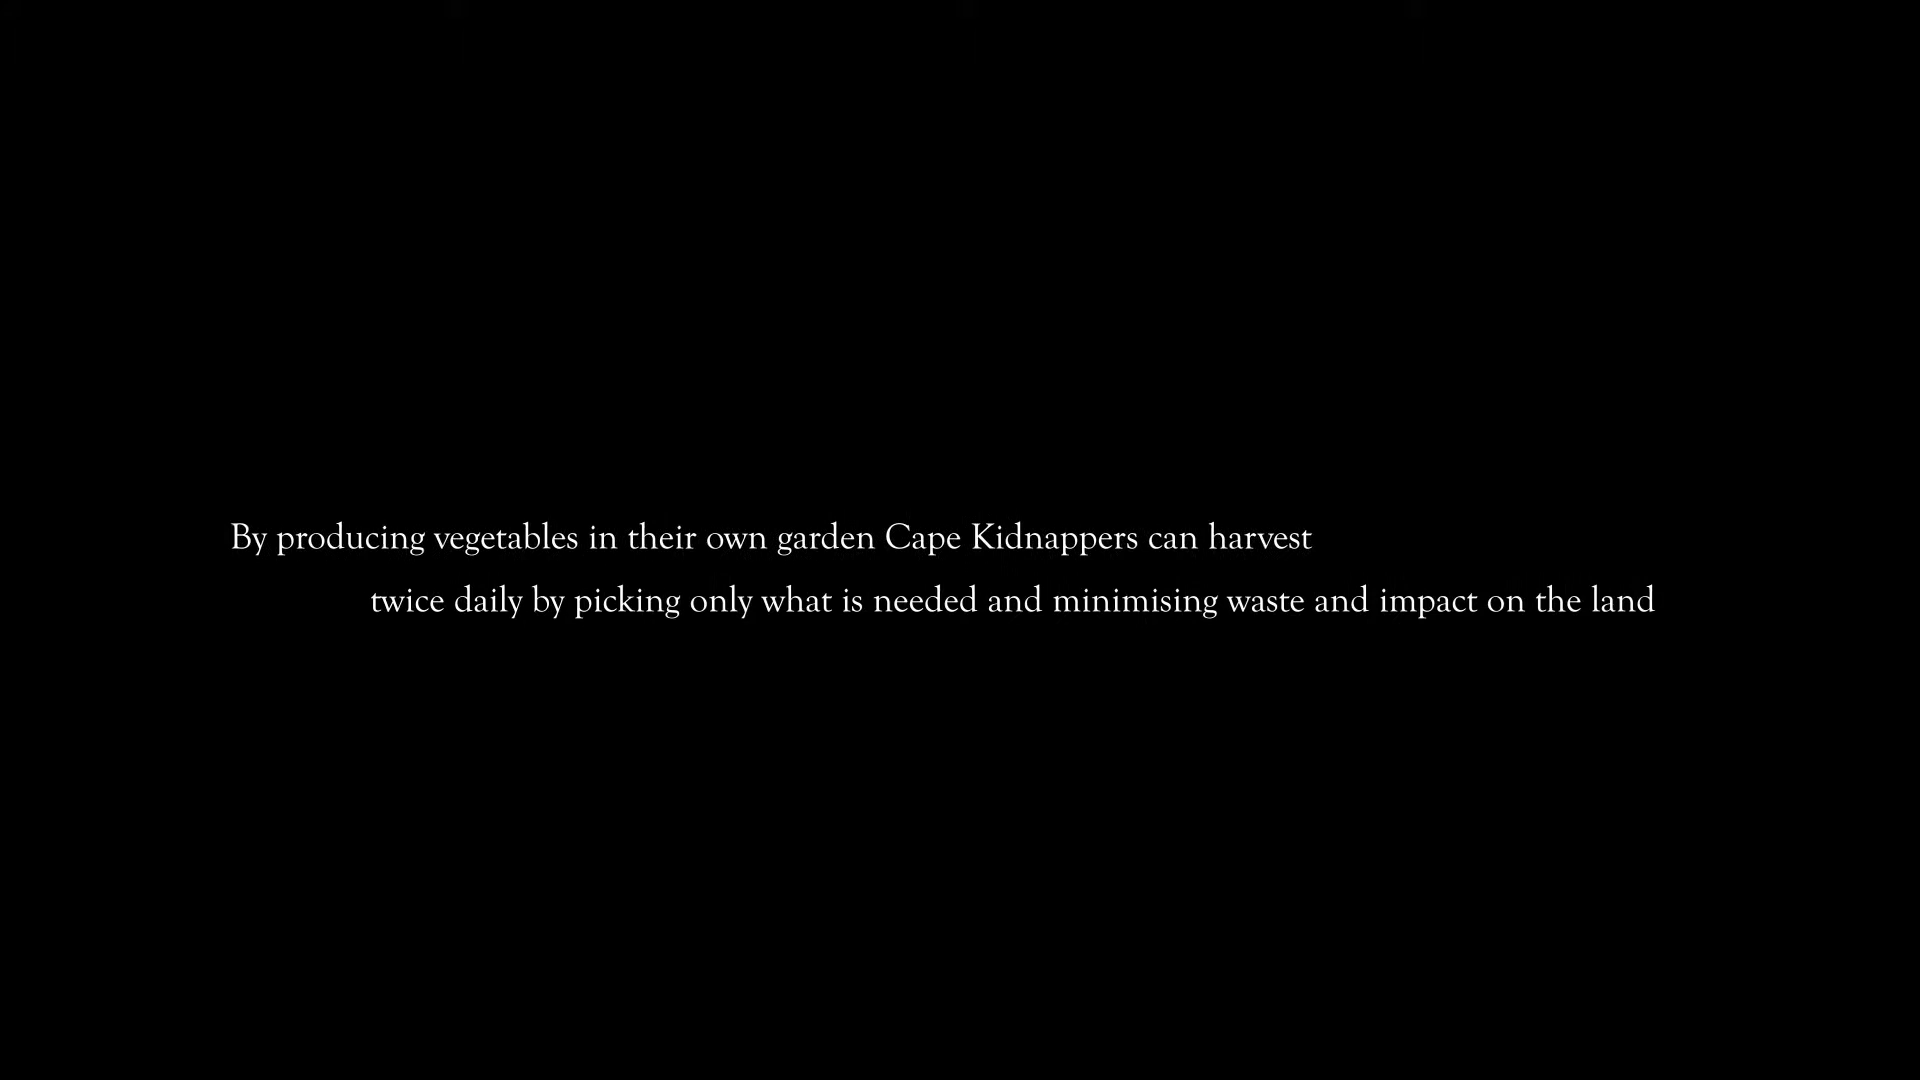 By producing vegetables in their own garden Cape Kidnappers can harvest
twice daily by picking only what is needed and minimising waste and impact on the land